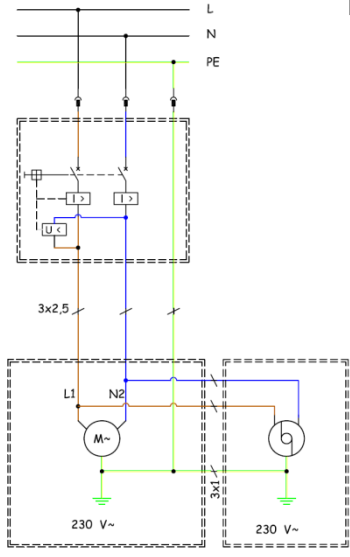 L
N
PE
I > I >
U <
3x2,5
L1 N2
M~
3x1
230 V~ 230 V~